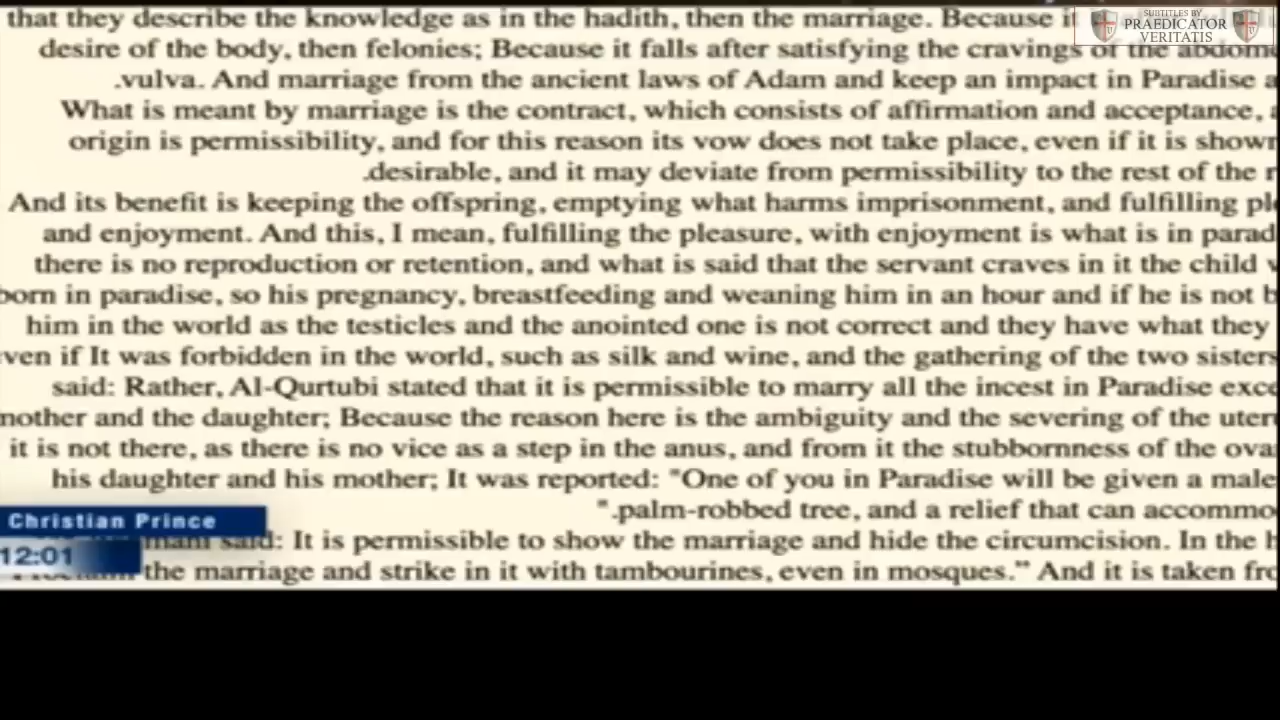 that they describe the knowledge as in the hadith, then the marriage. Because it
desire of the body, then felonies; Because it falls after satisfying the cravings of the
.vulva. And marriage from the ancient laws of Adam and keep an impact in Paradise
What is meant by marriage is the contract, which consists of affirmation and acceptance,
origin is permissibility, and for this reason its vow does not take place, even if it is shown
.desirable, and it may deviate from permissibility to the rest of the
And its benefit is keeping the offspring, emptying what harms imprisonment, and fulfilling
and enjoyment. And this, I mean, fulfilling the pleasure, with enjoyment is what is in
there is no reproduction or retention, and what is said that the servant craves in it the child
born in paradise, so his pregnancy, breastfeeding and weaning him in an hour and if he is not
him in the world as the testicles and the anointed one is not correct and they have what they
if It was forbidden in the world, such as silk and wine, and the gathering of the two sisters
said: Rather, Al-Qurtubi stated that it is permissible to marry all the incest in Paradise
mother and the daughter; Because the reason here is the ambiguity and the severing of the
it is not there, as there is no vice as a step in the anus, and from it the stubbornness of the
his daughter and his mother; It was reported: "One of you in Paradise will be given a male
".palm-robbed tree, and a relief that can
said: It is permissible to show the marriage and hide the circumcision. In the
the marriage and strike in it with tambourines, even in mosques." And it is taken
Christian Prince
12:01
SUBTITLES BY
PRAEDICATOR
VERITATIS